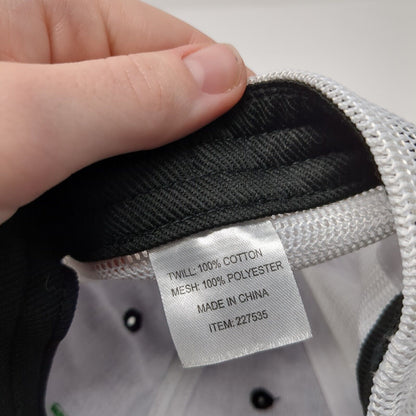 TWILL: 100% COTTON
MESH: 100% POLYESTER
MADE IN CHINA
ITEM: 227535